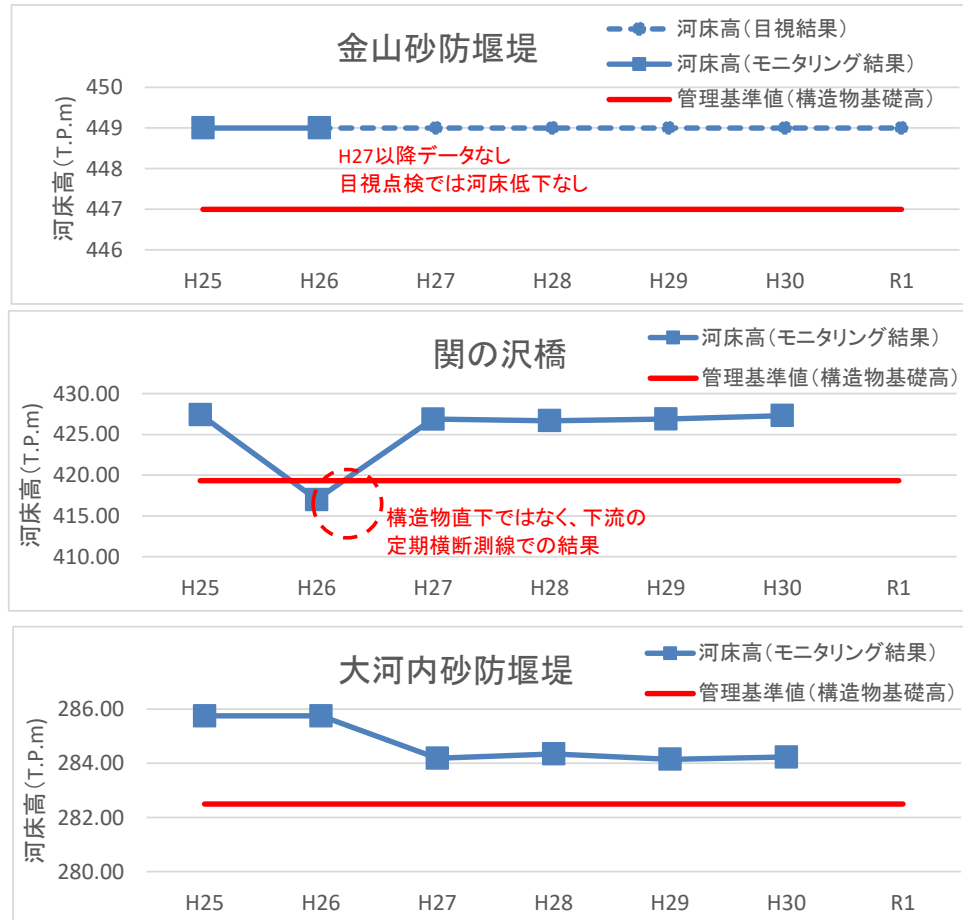 金山砂防堰堤
河床高(目視結果)
河床高(モニタリング結果)
管理基準値(構造物基礎高)
河床高(T.P.m)
450
449
448
447
446
H27以降データなし
目視点検では河床低下なし
H25 H26 H27 H28 H29 H30 R1
関の沢橋
河床高(モニタリング結果)
管理基準値(構造物基礎高)
河床高(T.P.m)
430.00
425.00
420.00
415.00
410.00
構造物直下ではなく、下流の
定期横断測線での結果
H25 H26 H27 H28 H29 H30 R1
大河内砂防堰堤
河床高(モニタリング結果)
管理基準値(構造物基礎高)
河床高(T.P.m)
286.00
284.00
282.00
280.00
H25 H26 H27 H28 H29 H30 R1